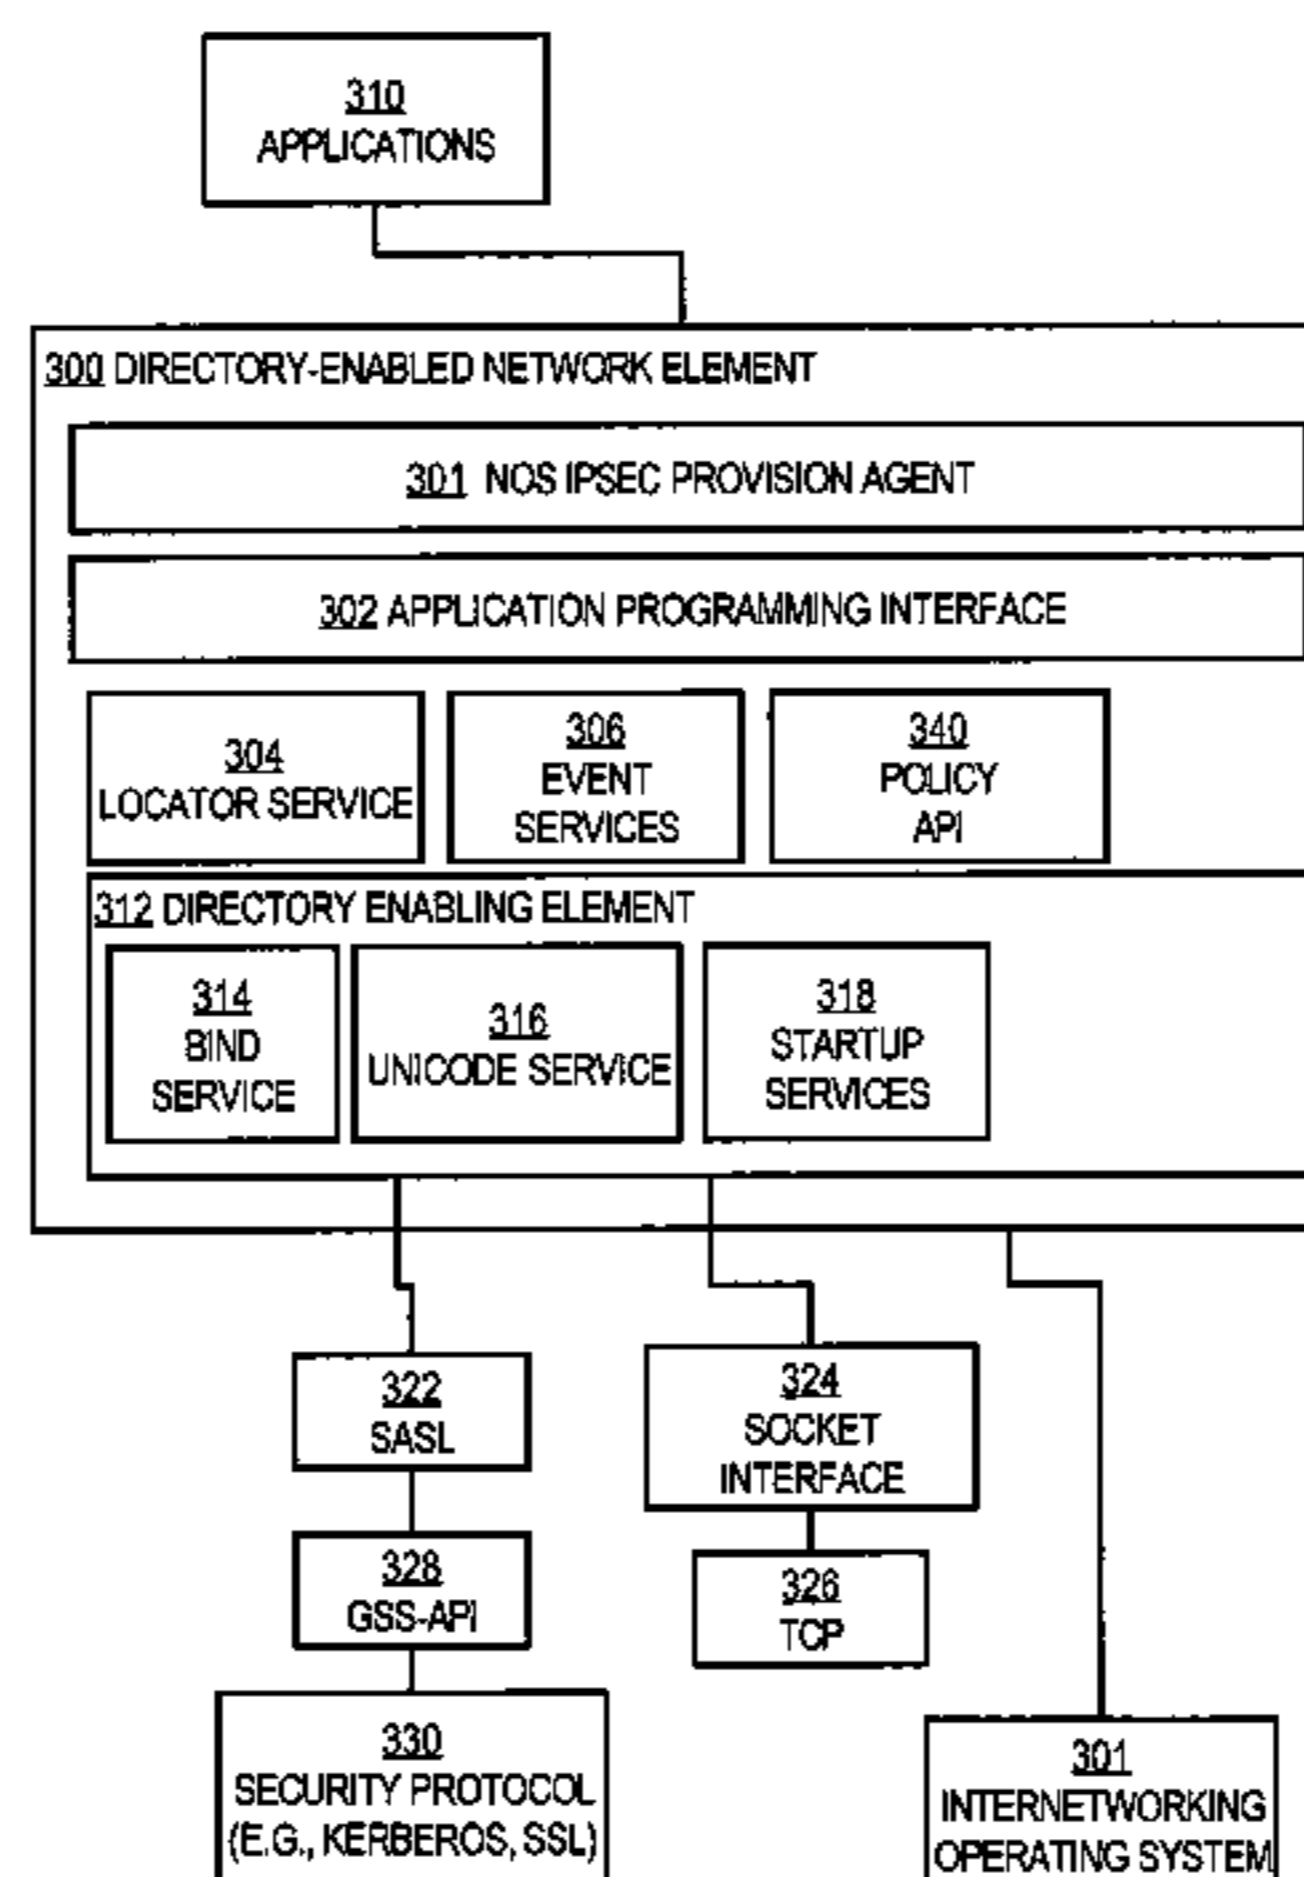 310
APPLICATIONS
300 DIRECTORY-ENABLED NETWORK ELEMENT
301 NOS IPSEC PROVISION AGENT
302 APPLICATION PROGRAMMING INTERFACE
304
LOCATOR SERVICE
306
EVENT
SERVICES
340
POLICY
API
312 DIRECTORY ENABLING ELEMENT
314
BIND
SERVICE
316
UNICODE SERVICE
318
STARTUP
SERVICES
322
SASL
324
SOCKET
INTERFACE
328
GSS-API
326
TCP
330
SECURITY PROTOCOL
(E.G., KERBEROS, SSL)
301
INTERNETWORKING
OPERATING SYSTEM